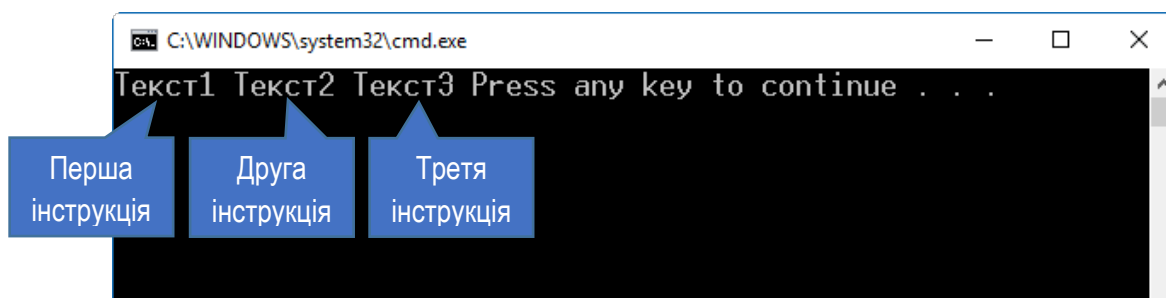 C:\WINDOWS\system32\cmd.exe
Текст1 Текст2 Текст3 Press any key to continue . . .
Перша
інструкція
Друга
інструкція
Третя
інструкція